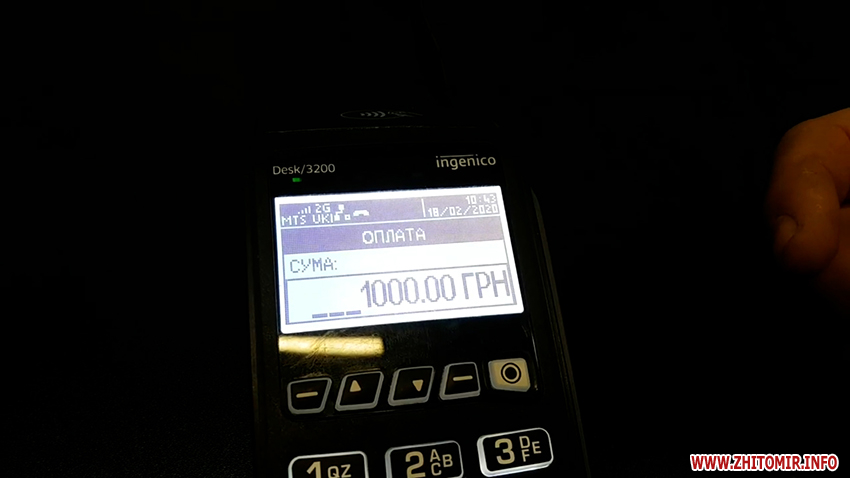 Desk/3200
ingenico
2G 10:43
MTS UKR 18/02/2020
ОПЛАТА
СУМА:
___1000.00 ГРН
1QZ 2ABC 3DEF
WWW.ZHITOMIR.INFO